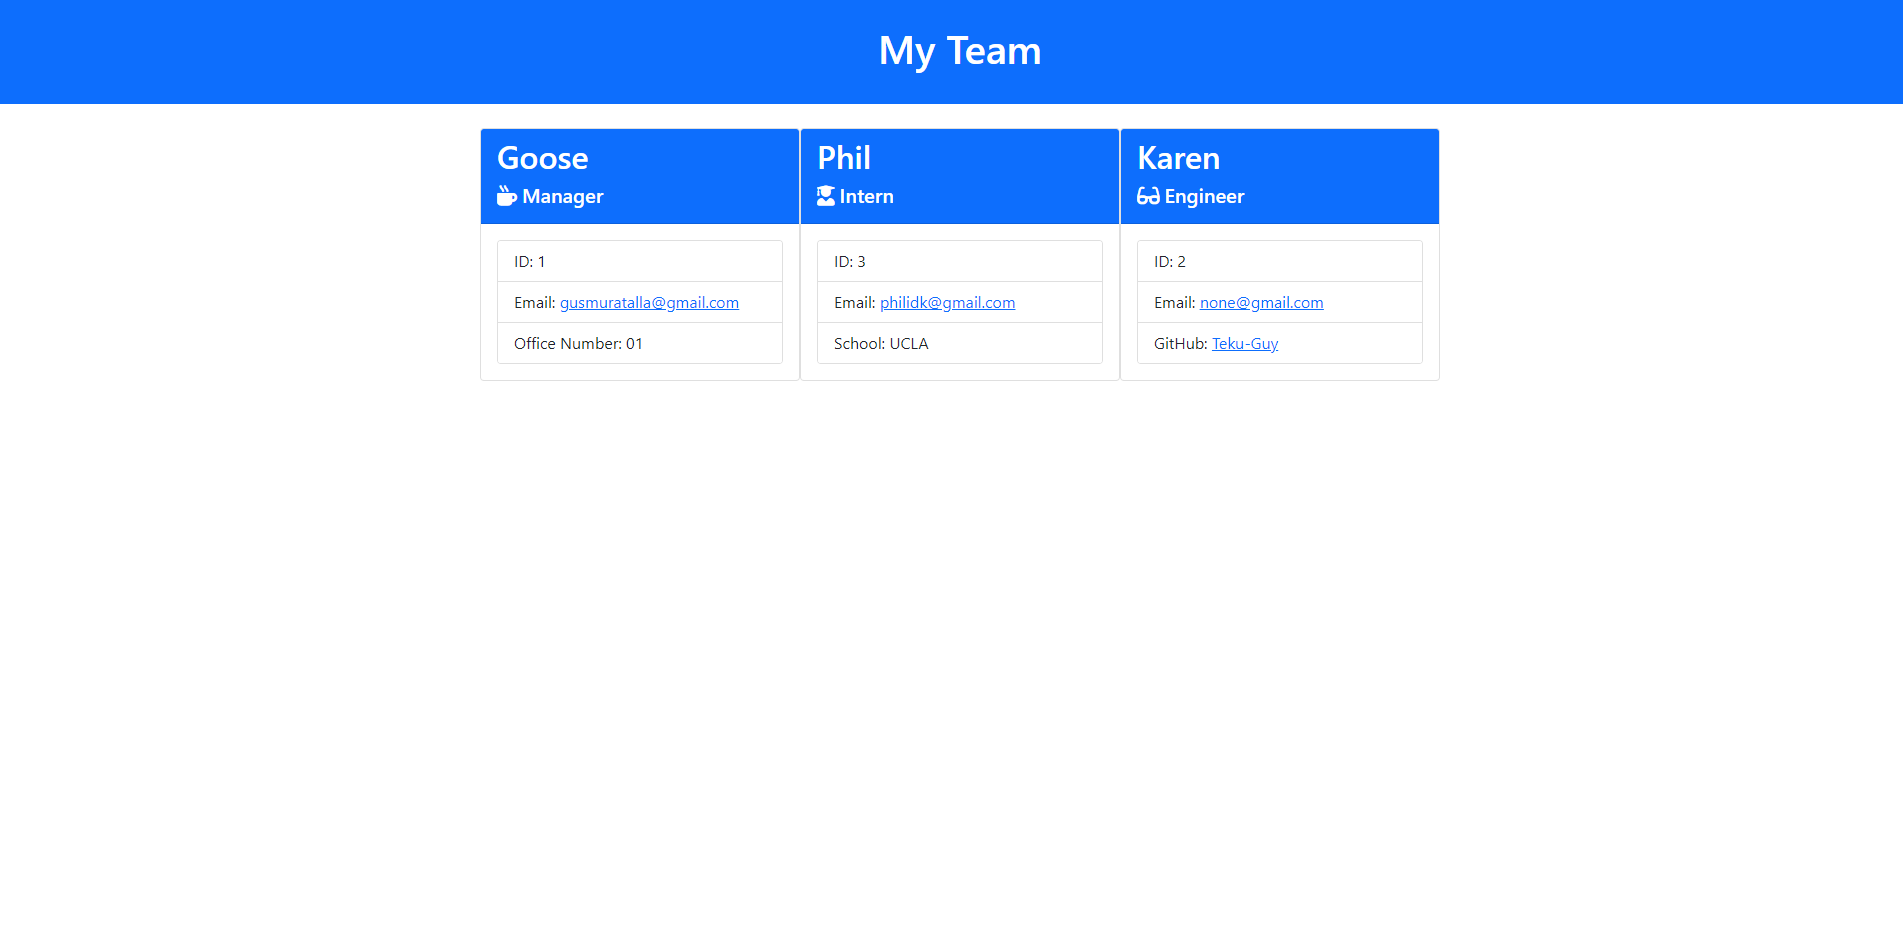 My Team
Goose
Manager
ID: 1
Email: gusmuratalla@gmail.com
Office Number: 01
Phil
Intern
ID: 3
Email: philidk@gmail.com
School: UCLA
Karen
Engineer
ID: 2
Email: none@gmail.com
GitHub: Teku-Guy